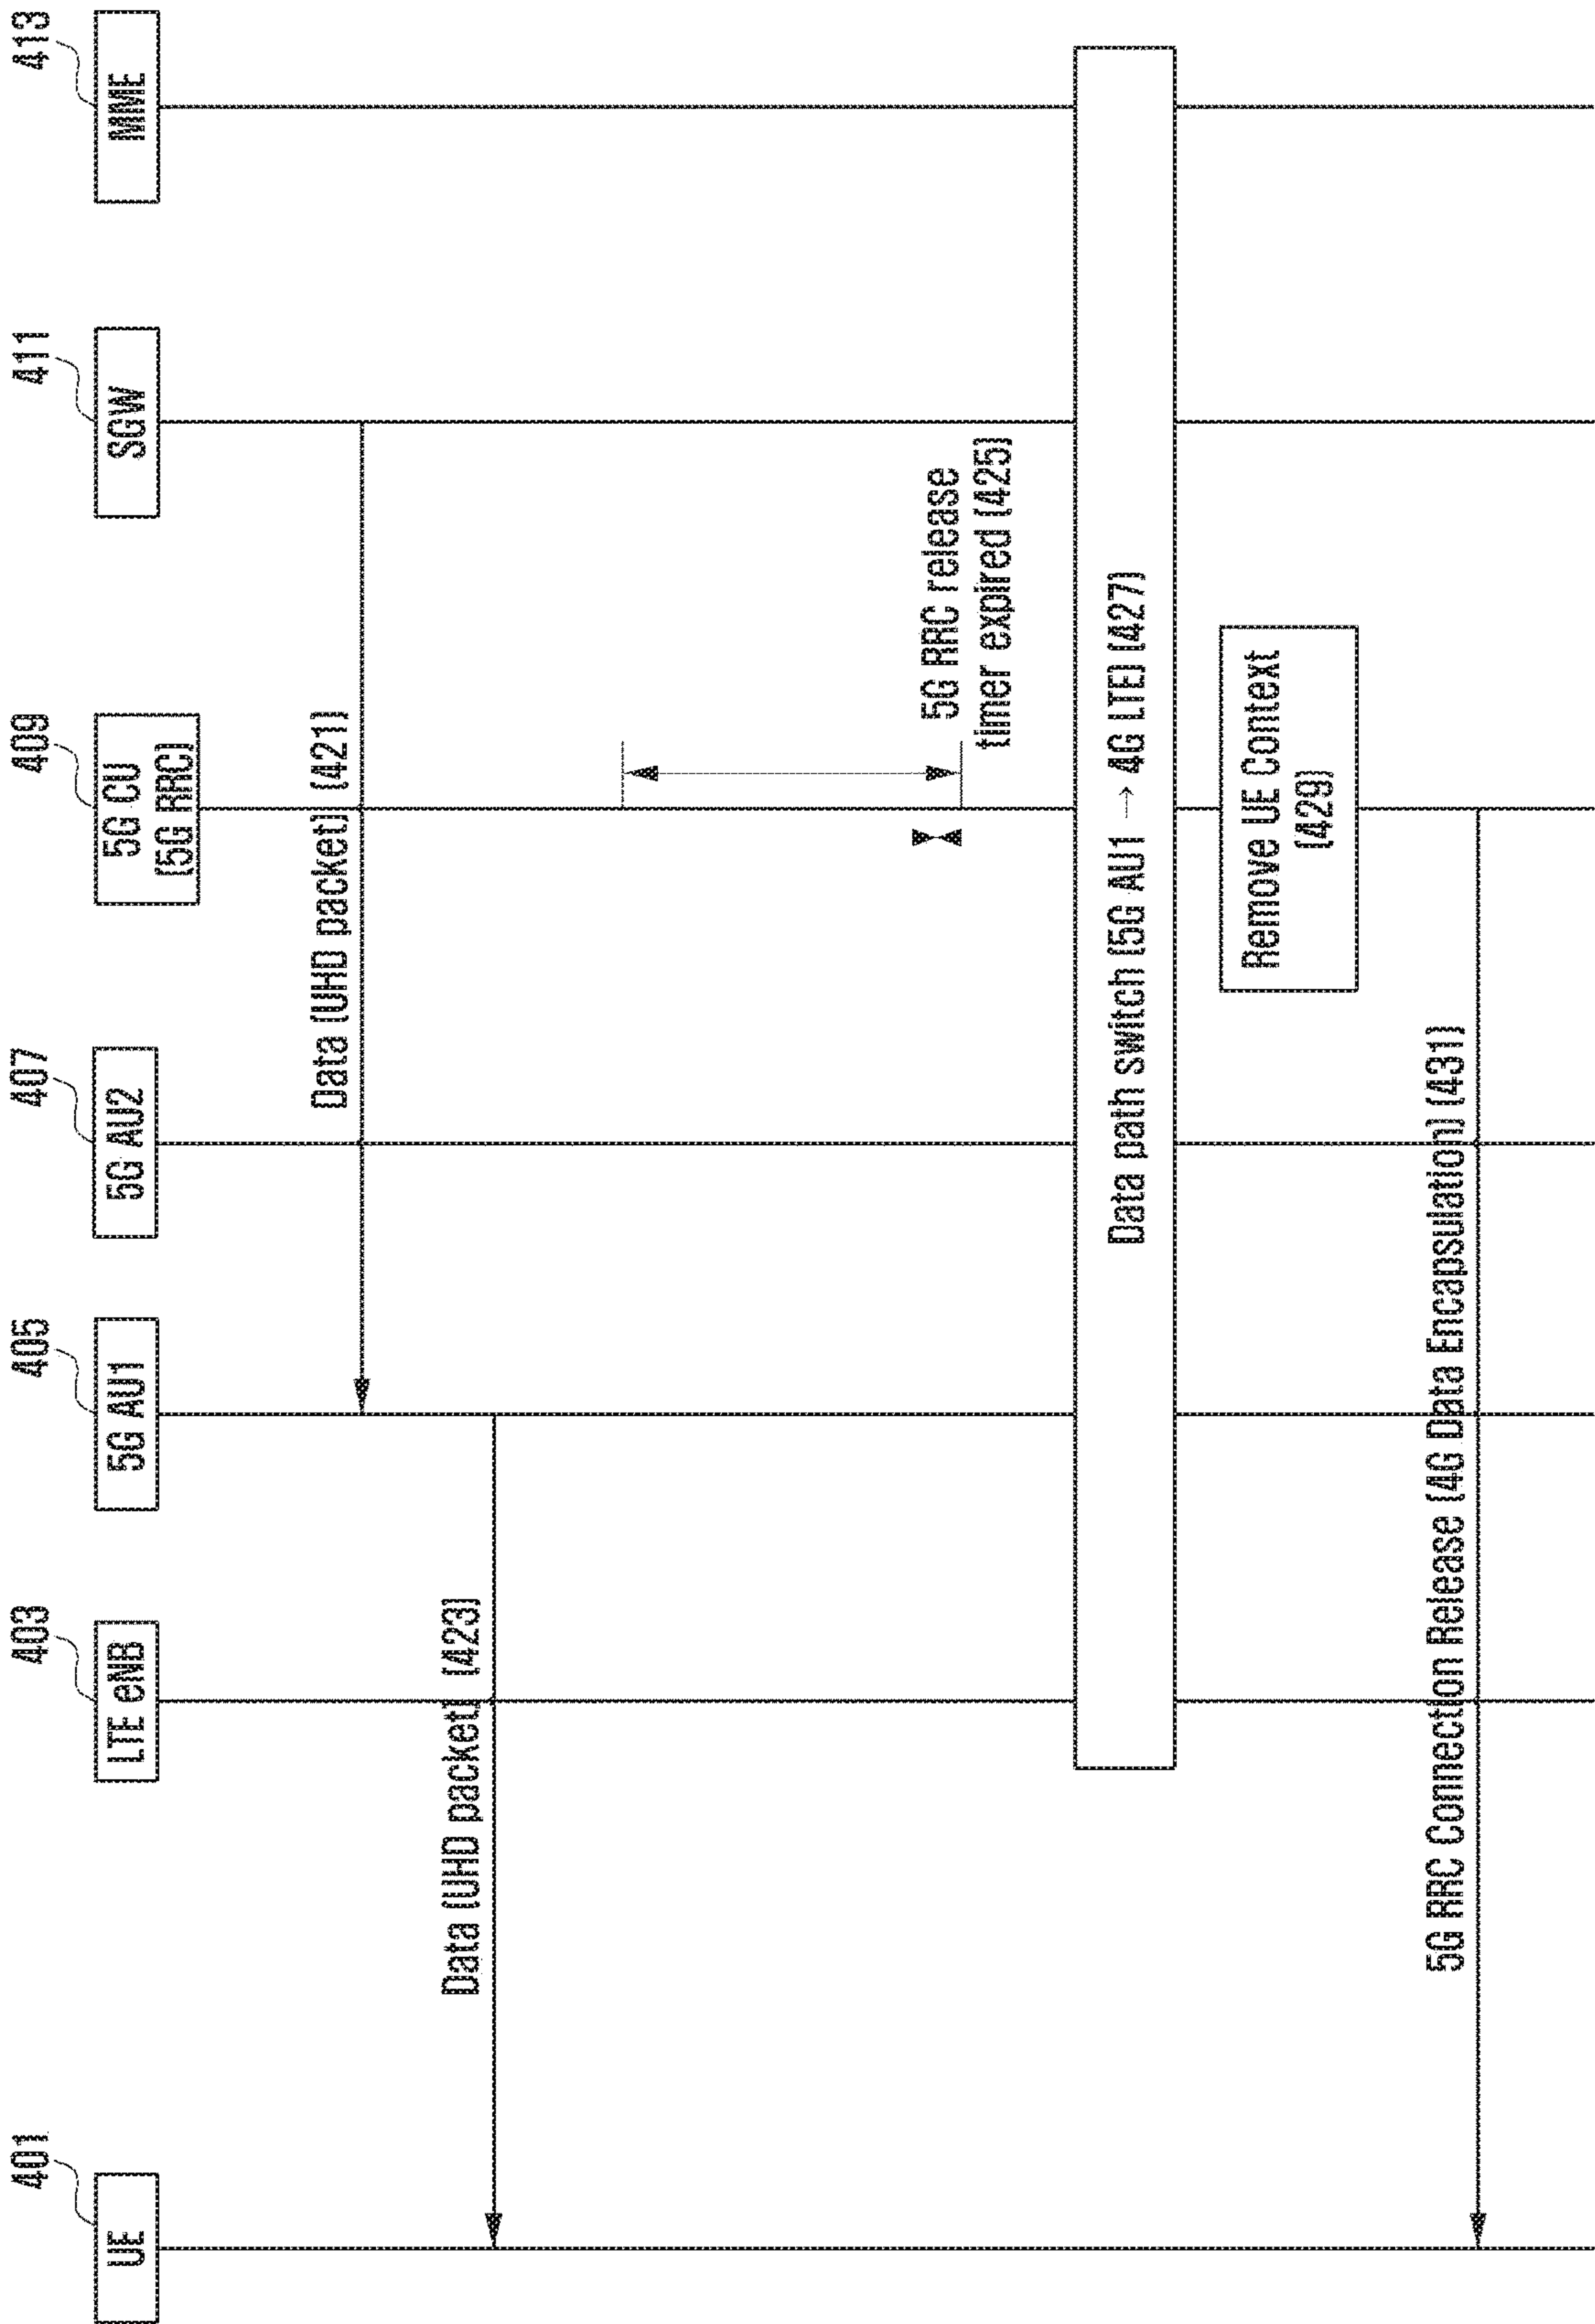 401
UE
403
LTE eNB
405
5G AU1
407
5G AU2
409
5G CU
(5G RRC)
411
SGW
413
MME
Data (UHD packet) (421)
Data (UHD packet) (423)
5G RRC release
timer expired (425)
Data path switch (5G AU1 → 4G LTE) (427)
Remove UE Context
(429)
5G RRC Connection Release (4G Data Encapsulation) (431)